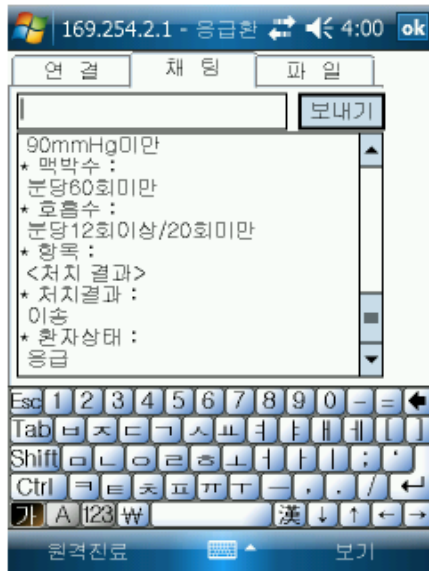 169.254.2.1 - 응급환 4:00 ok
연 결 채 팅 파 일
보내기
90mmHg미만
* 맥박수 :
분당60회미만
* 호흡수 :
분당12회이상/20회미만
* 항목 :
<처치 결과>
* 처치결과 :
이송
* 환자상태 :
응급
Esc 1 2 3 4 5 6 7 8 9 0 - = ←
Tab ㅂ ㅈ ㄷ ㄱ ㅅ ㅛ ㅕ ㅑ ㅐ ㅔ [ ]
Shift ㅁ ㄴ ㅇ ㄹ ㅎ ㅗ ㅓ ㅏ ㅣ ; '
Ctrl ㅋ ㅌ ㅊ ㅍ ㅠ ㅜ ㅡ , . / ↵
가 A 123 ₩ 漢 ↓ ↑ ← →
원격진료 보기